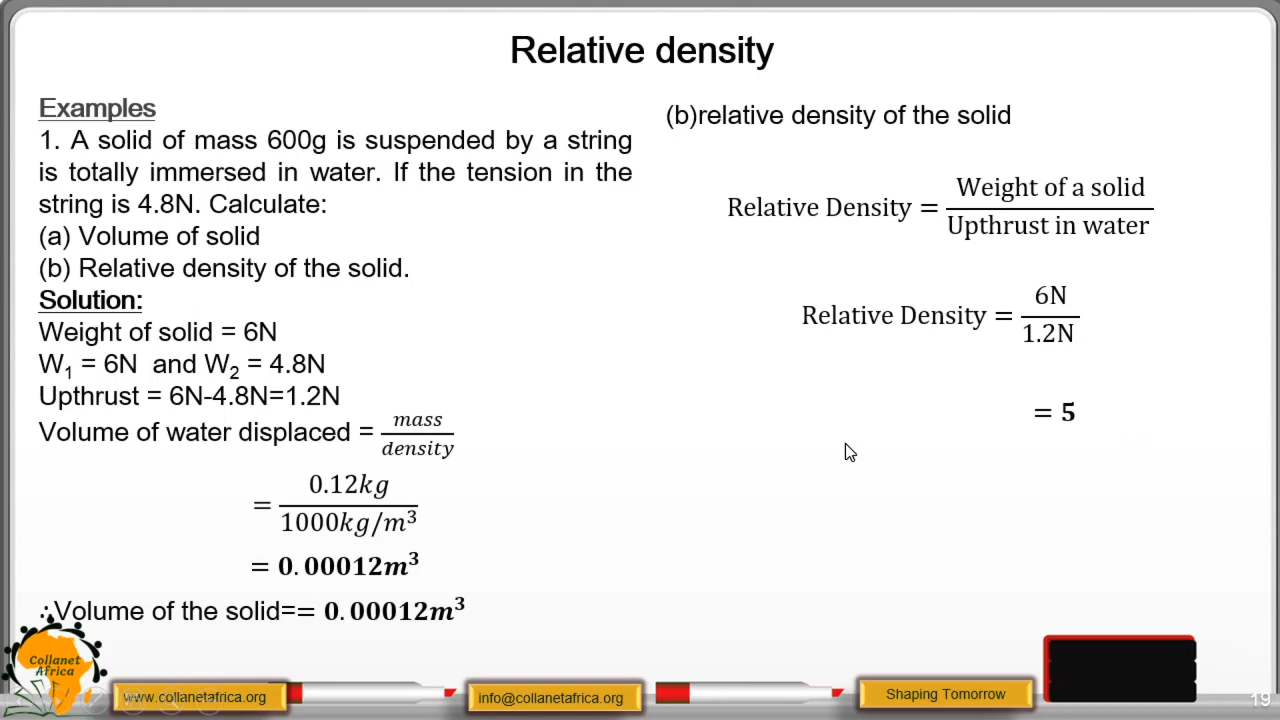 Relative density
Examples
1. A solid of mass 600g is suspended by a string
is totally immersed in water. If the tension in the
string is 4.8N. Calculate:
(a) Volume of solid
(b) Relative density of the solid.
Solution:
Weight of solid = 6N
W₁ = 6N and W₂ = 4.8N
Upthrust = 6N-4.8N=1.2N
Volume of water displaced = mass/density
= 0.12kg/1000kg/m³
= 0.00012m³
∴Volume of the solid== 0.00012m³
(b)relative density of the solid
Relative Density = Weight of a solid/Upthrust in water
Relative Density = 6N/1.2N
= 5
Collanet
Africa
www.collanetafrica.org
info@collanetafrica.org
Shaping Tomorrow
19